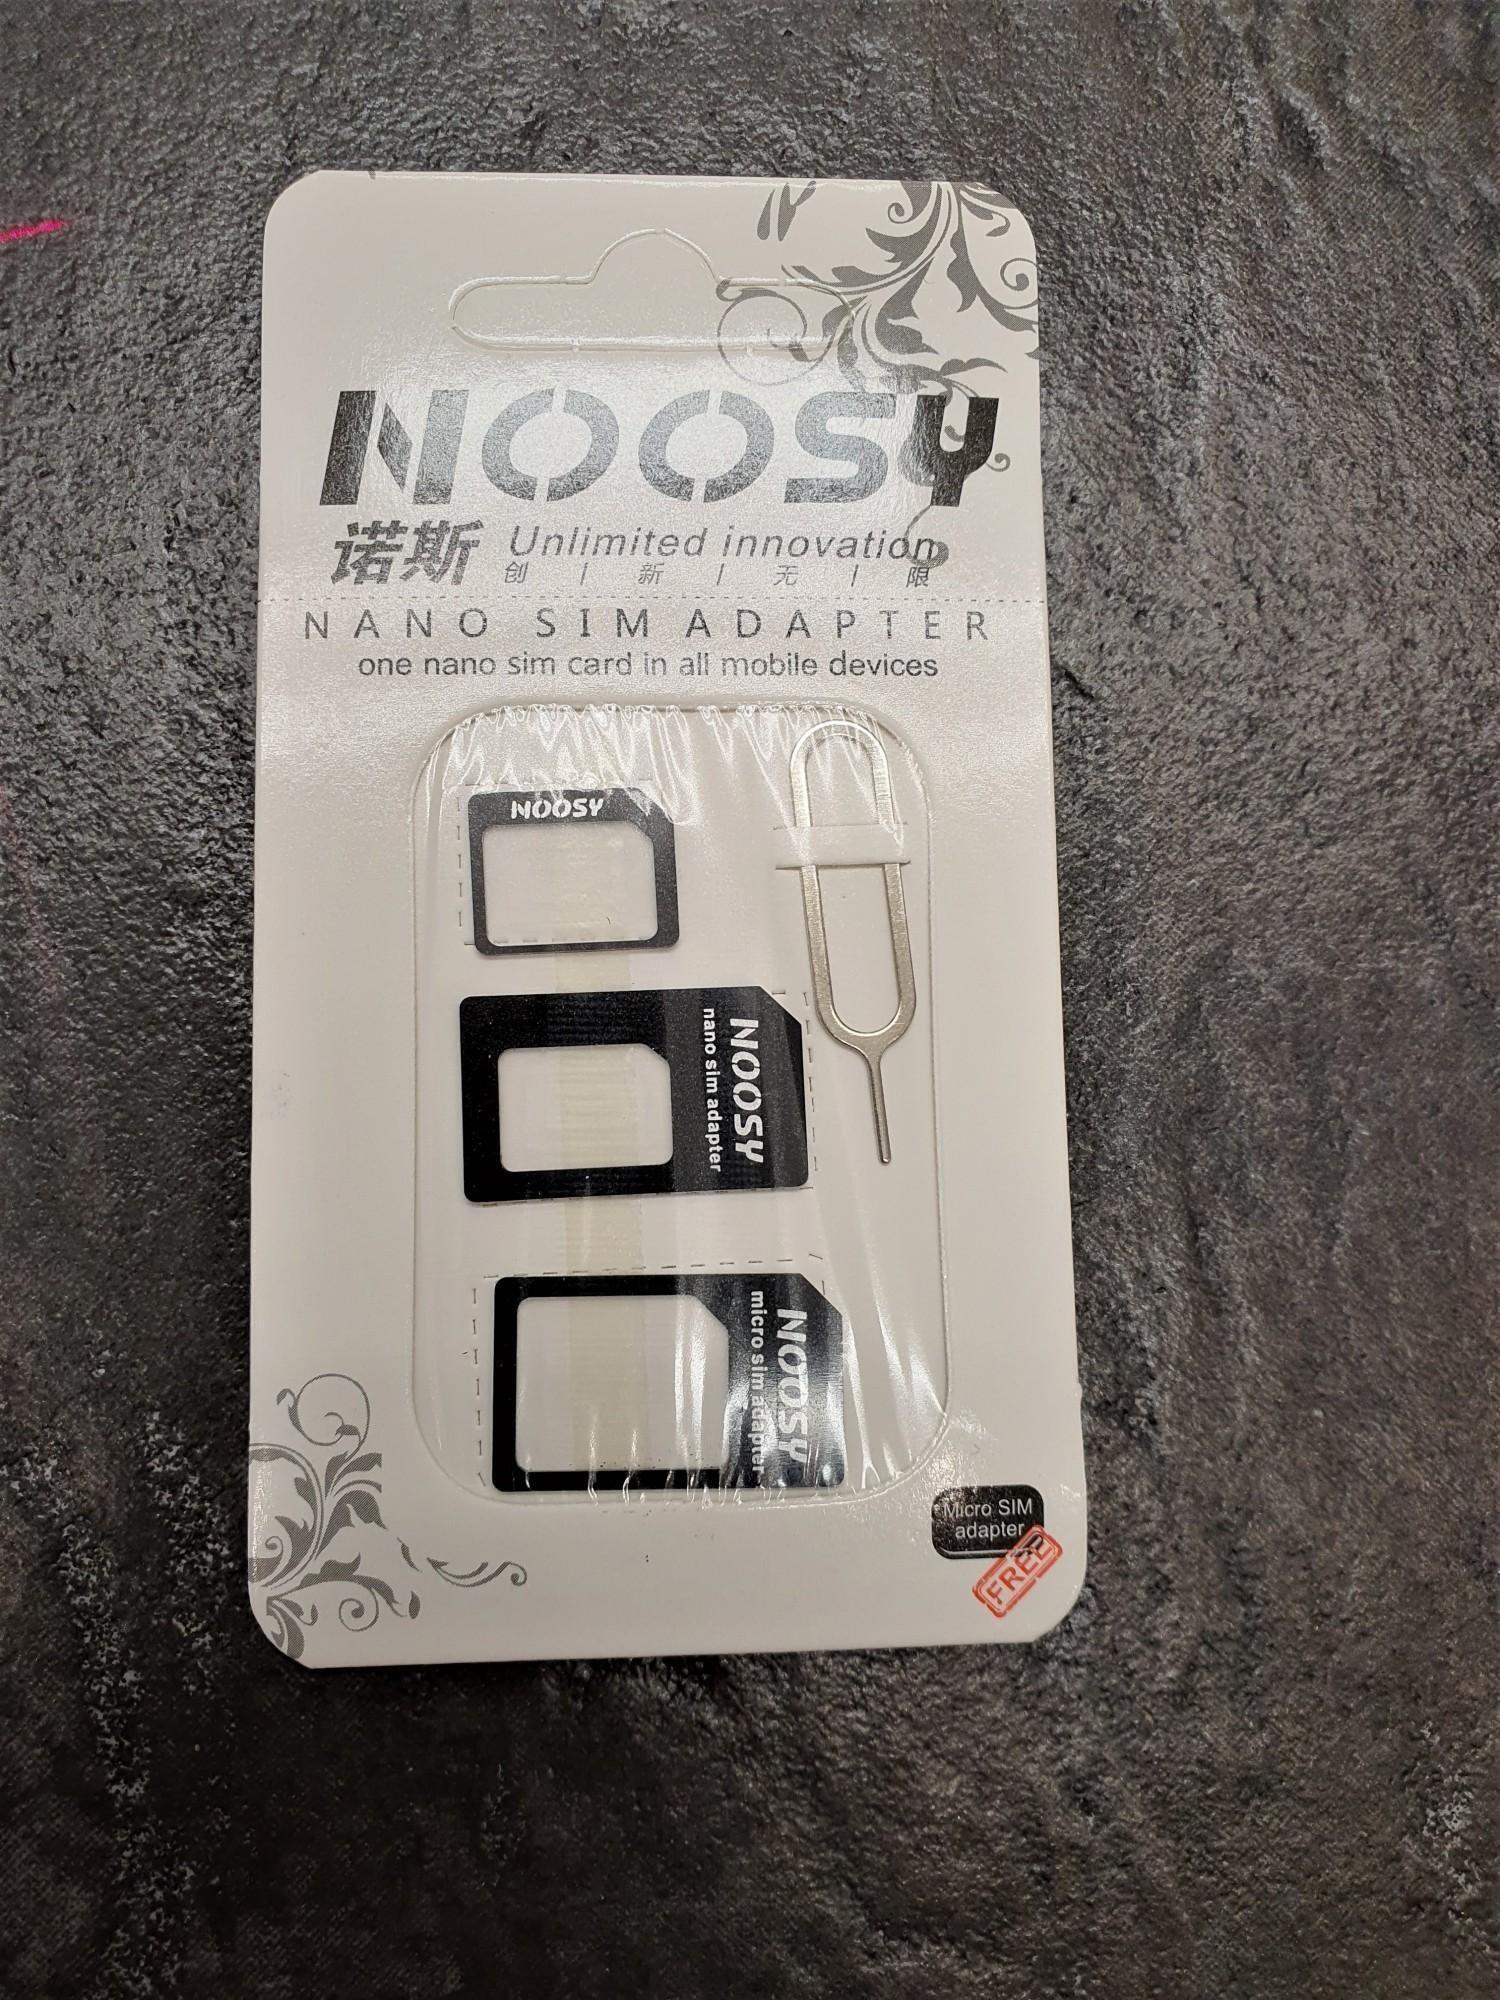 NOOSY
诺斯 Unlimited innovation
创 | 新 | 无 | 限
NANO SIM ADAPTER
one nano sim card in all mobile devices
NOOSY
NOOSY
nano sim adapter
NOOSY
micro sim adapter
Micro SIM
adapter
FREE